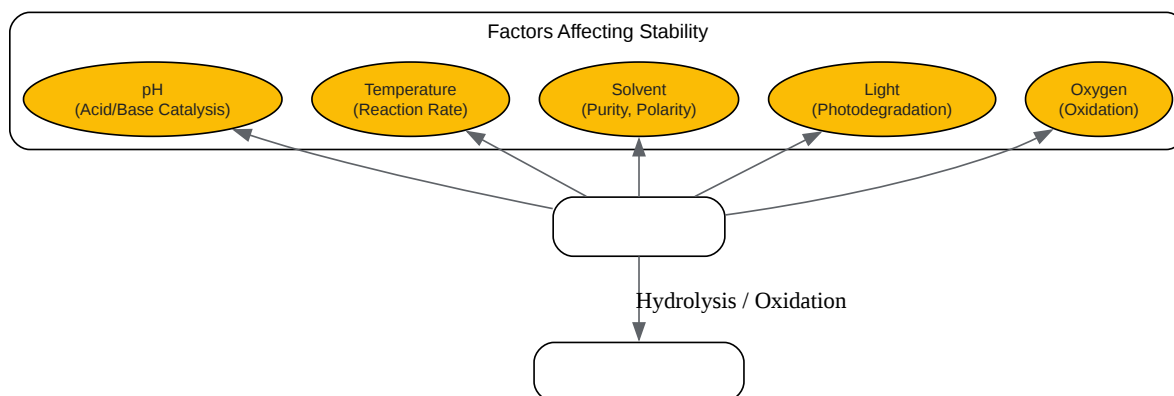 Factors Affecting Stability
pH
(Acid/Base Catalysis)
Temperature
(Reaction Rate)
Solvent
(Purity, Polarity)
Light
(Photodegradation)
Oxygen
(Oxidation)
Hydrolysis / Oxidation